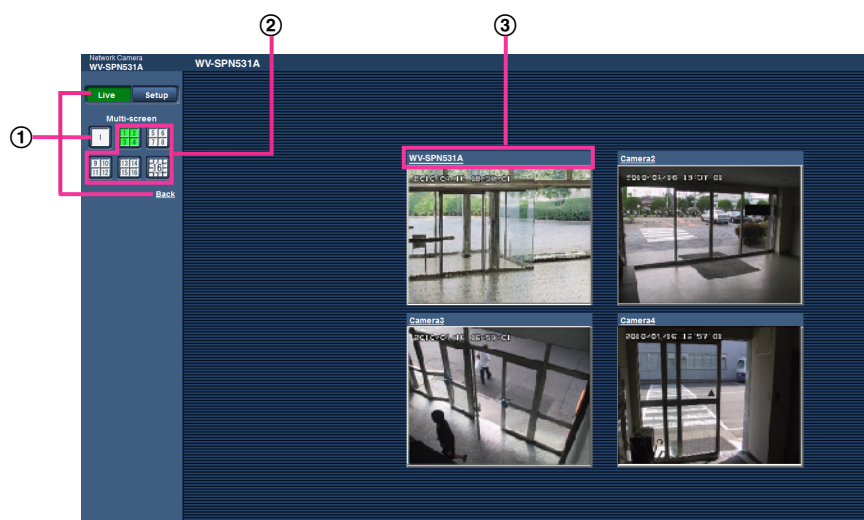 ②
③
Network Camera
WV-SPN531A
WV-SPN531A
Live
Setup
Multi-screen
①
1
1 2
3 4
5 6
7 8
9 10
11 12
13 14
15 16
16
Back
WV-SPN531A
Camera2
Camera3
Camera4